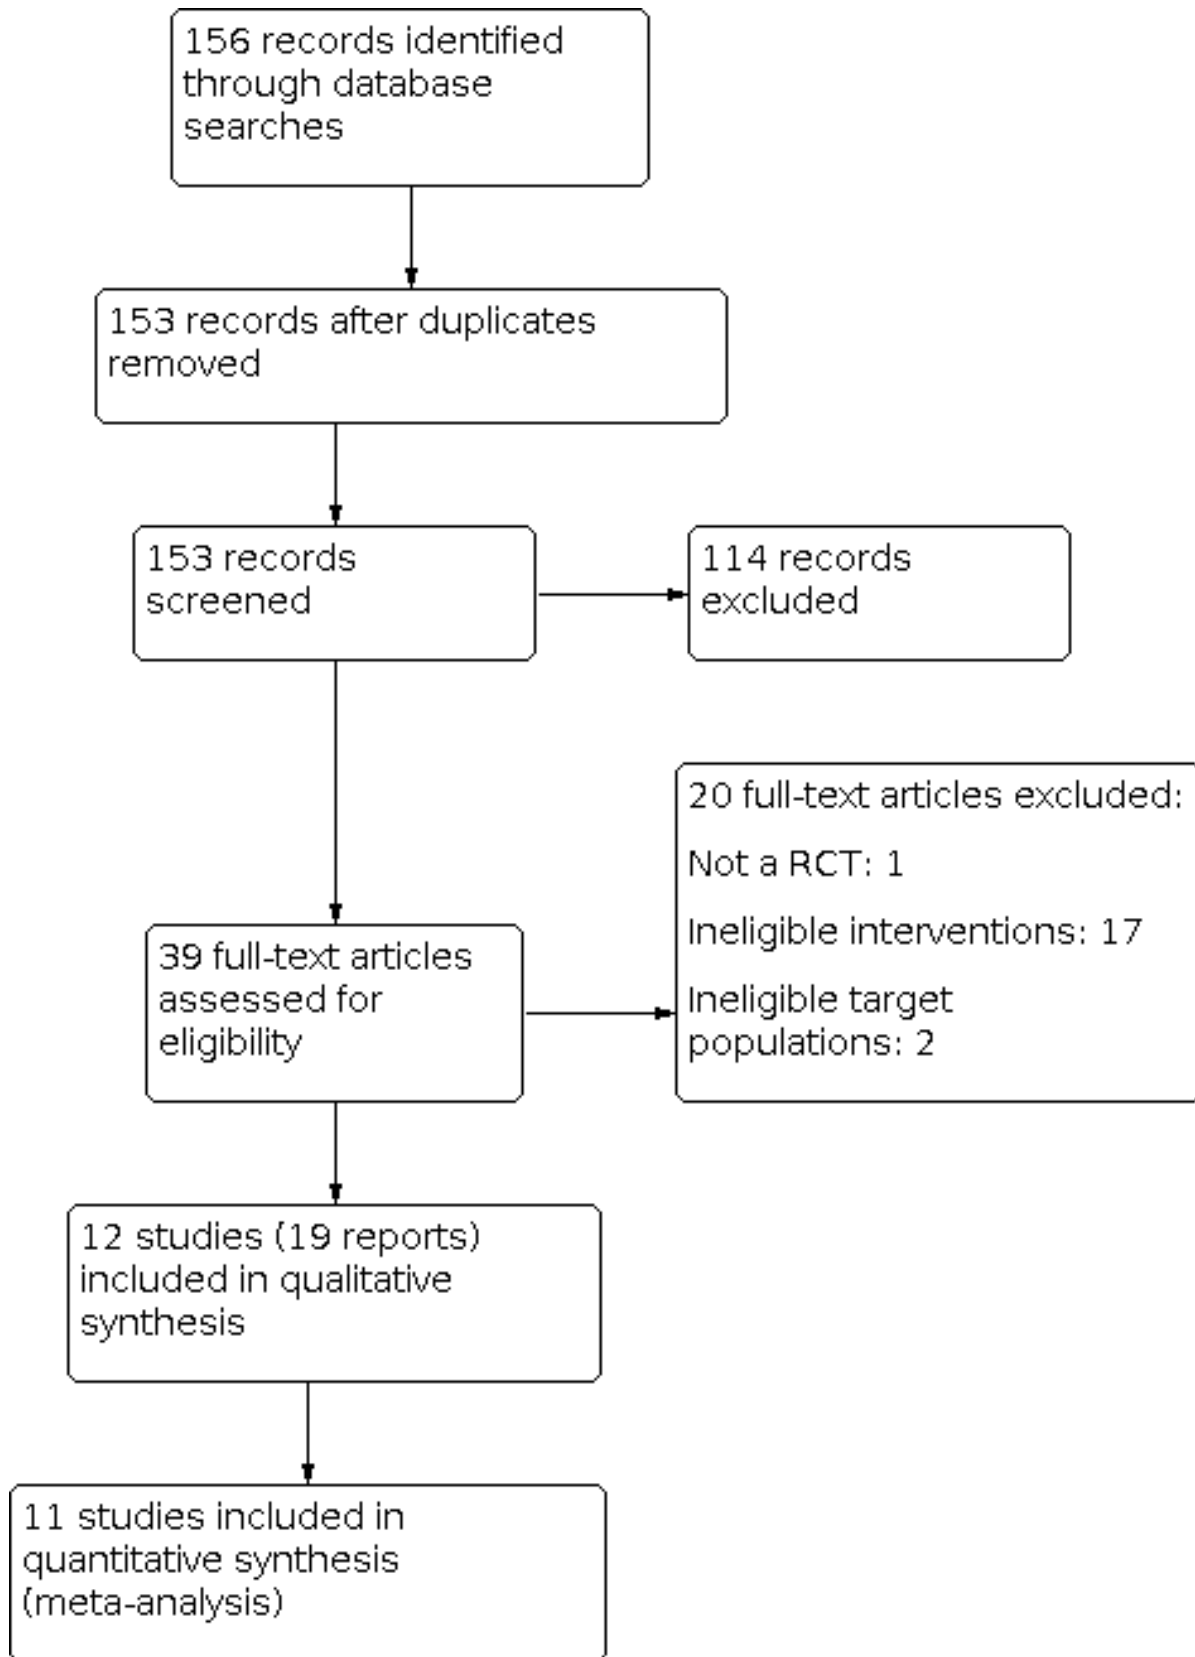 156 records identified
through database
searches
153 records after duplicates
removed
153 records
screened
114 records
excluded
20 full-text articles excluded:
Not a RCT: 1
Ineligible interventions: 17
Ineligible target
populations: 2
39 full-text articles
assessed for
eligibility
12 studies (19 reports)
included in qualitative
synthesis
11 studies included in
quantitative synthesis
(meta-analysis)